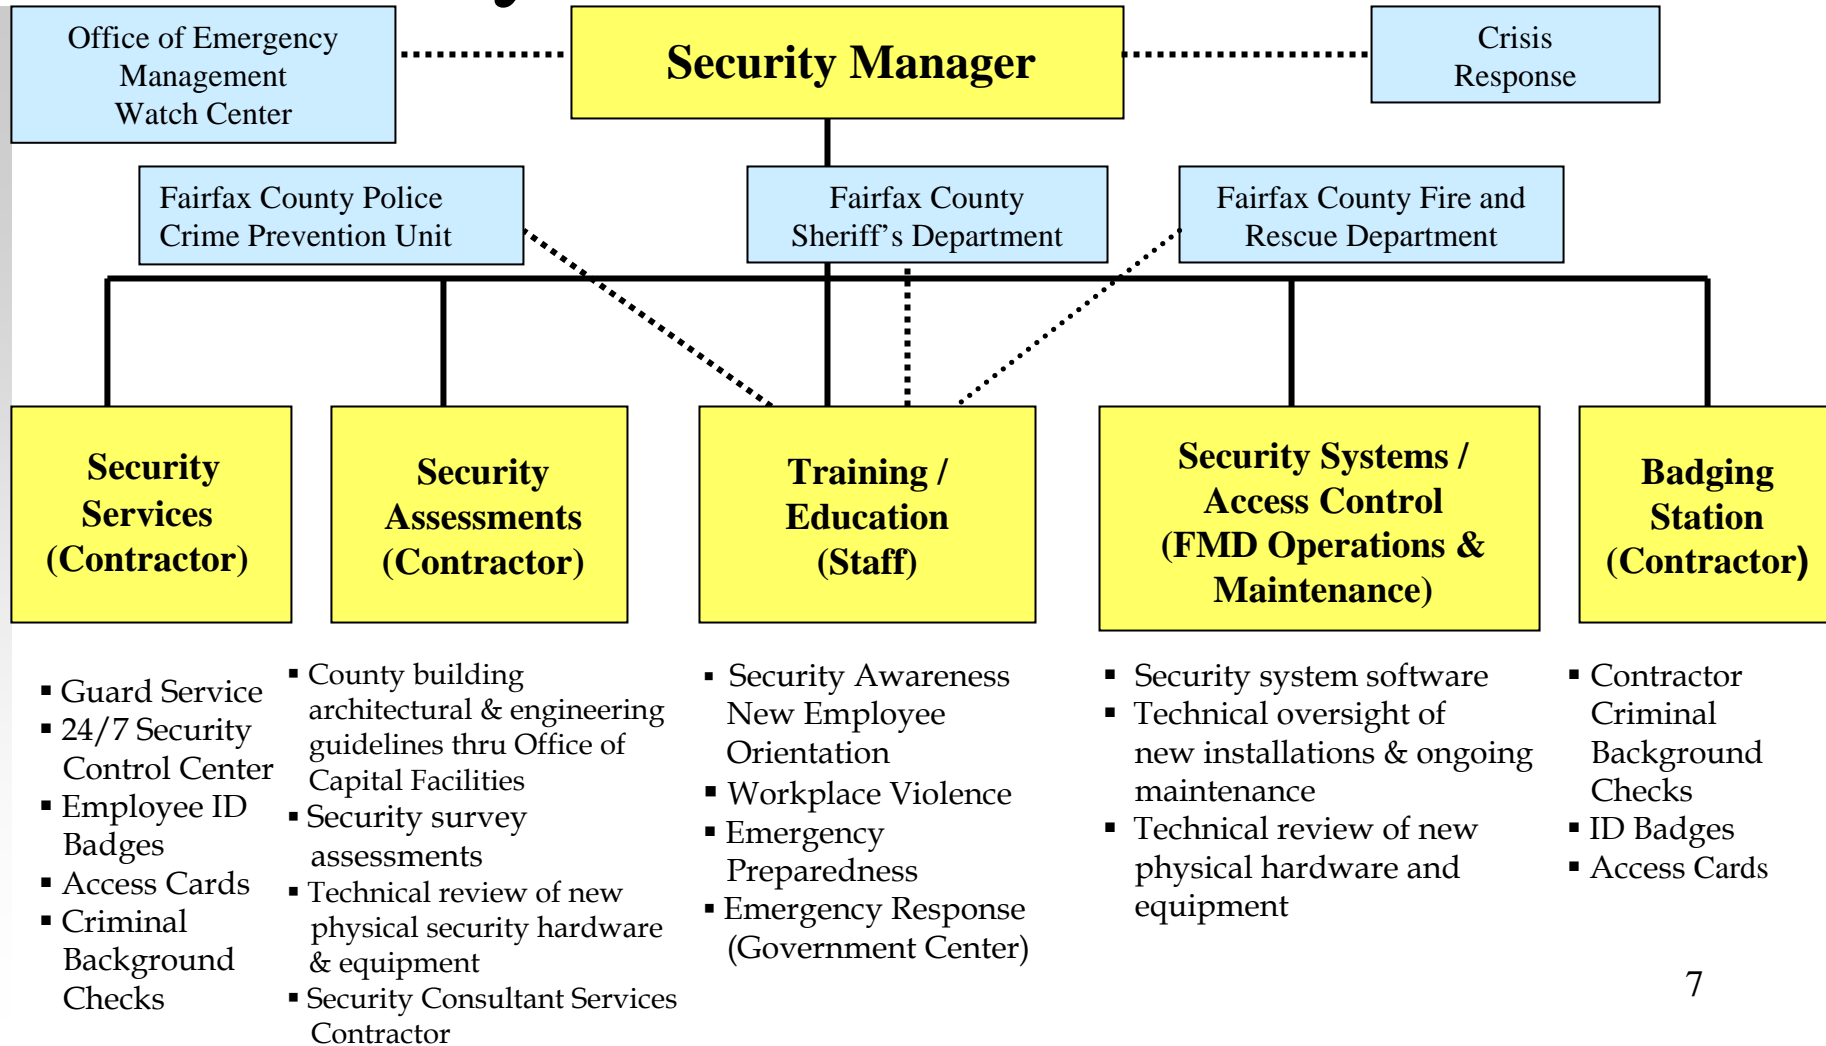 Office of Emergency
Management
Watch Center
Security Manager
Crisis
Response
Fairfax County Police
Crime Prevention Unit
Fairfax County
Sheriff’s Department
Fairfax County Fire and
Rescue Department
Security
Services
(Contractor)
Security
Assessments
(Contractor)
Training /
Education
(Staff)
Security Systems /
Access Control
(FMD Operations &
Maintenance)
Badging
Station
(Contractor)
▪ Guard Service
▪ 24/7 Security
Control Center
▪ Employee ID
Badges
▪ Access Cards
▪ Criminal
Background
Checks
▪ County building
architectural & engineering
guidelines thru Office of
Capital Facilities
▪ Security survey
assessments
▪ Technical review of new
physical security hardware
& equipment
▪ Security Consultant Services
Contractor
▪ Security Awareness
New Employee
Orientation
▪ Workplace Violence
▪ Emergency
Preparedness
▪ Emergency Response
(Government Center)
▪ Security system software
▪ Technical oversight of
new installations & ongoing
maintenance
▪ Technical review of new
physical hardware and
equipment
▪ Contractor
Criminal
Background
Checks
▪ ID Badges
▪ Access Cards
7